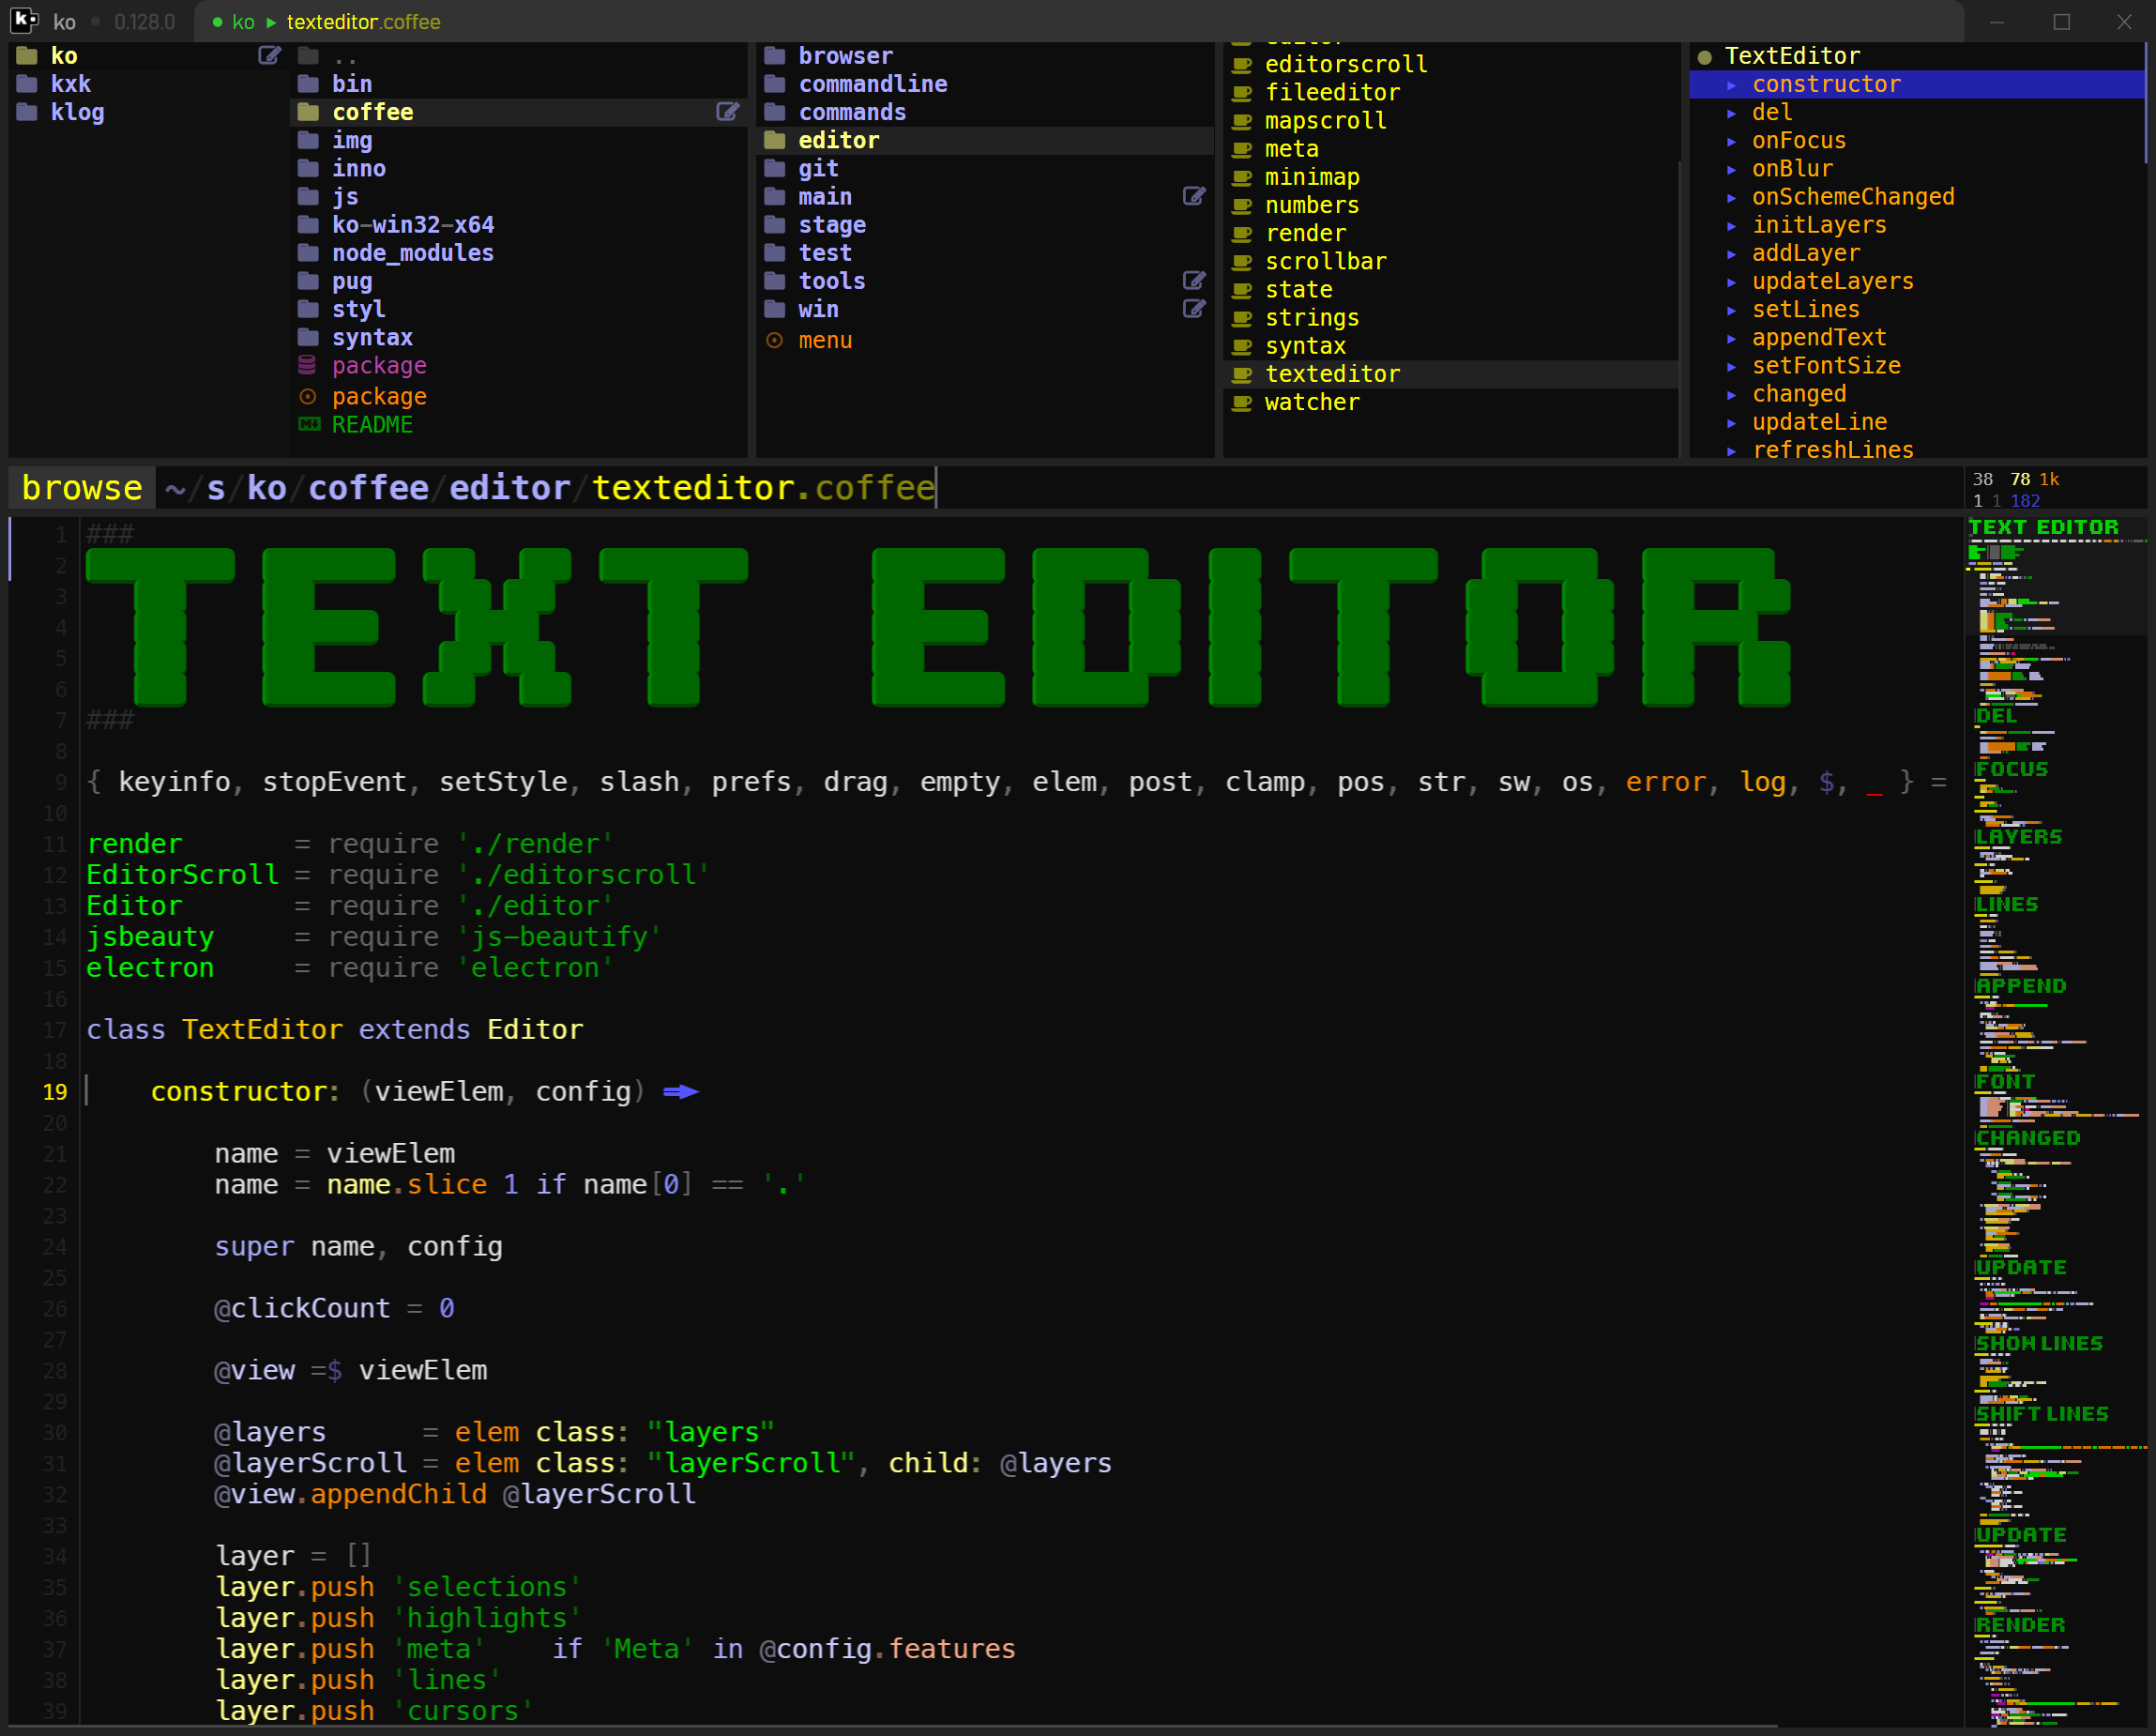 ko ● 0.128.0 ● ko ▸ texteditor.coffee
ko
kxk
klog
..
bin
coffee
img
inno
js
ko-win32-x64
node_modules
pug
styl
syntax
package
package
README
browser
commandline
commands
editor
git
main
stage
test
tools
win
menu
editor
editorscroll
fileeditor
mapscroll
meta
minimap
numbers
render
scrollbar
state
strings
syntax
texteditor
watcher
● TextEditor
▸ constructor
▸ del
▸ onFocus
▸ onBlur
▸ onSchemeChanged
▸ initLayers
▸ addLayer
▸ updateLayers
▸ setLines
▸ appendText
▸ setFontSize
▸ changed
▸ updateLine
▸ refreshLines
browse ~/s/ko/coffee/editor/texteditor.coffee
38 78 1k
1 1 182
1 ###
2
TEXT EDITOR
3
4
5
6
7 ###
8
9 { keyinfo, stopEvent, setStyle, slash, prefs, drag, empty, elem, post, clamp, pos, str, sw, os, error, log, $, _ } =
10
11 render       = require './render'
12 EditorScroll = require './editorscroll'
13 Editor       = require './editor'
14 jsbeauty     = require 'js-beautify'
15 electron     = require 'electron'
16
17 class TextEditor extends Editor
18
19     constructor: (viewElem, config) =>
20
21         name = viewElem
22         name = name.slice 1 if name[0] == '.'
23
24         super name, config
25
26         @clickCount = 0
27
28         @view =$ viewElem
29
30         @layers      = elem class: "layers"
31         @layerScroll = elem class: "layerScroll", child: @layers
32         @view.appendChild @layerScroll
33
34         layer = []
35         layer.push 'selections'
36         layer.push 'highlights'
37         layer.push 'meta'    if 'Meta' in @config.features
38         layer.push 'lines'
39         layer.push 'cursors'
TEXT EDITOR
DEL
FOCUS
LAYERS
LINES
APPEND
FONT
CHANGED
UPDATE
SHOW LINES
SHIFT LINES
UPDATE
RENDER